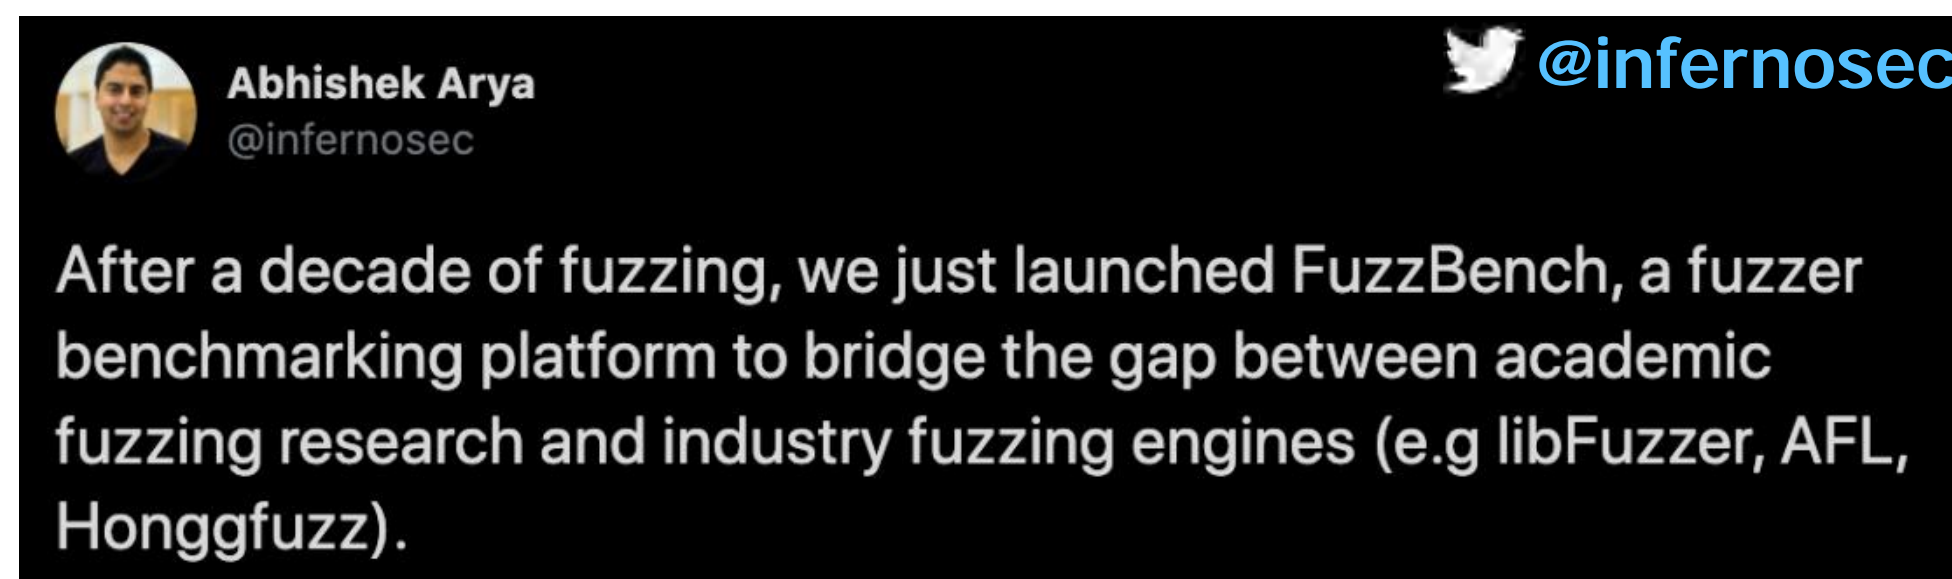 Abhishek Arya
@infernosec
@infernosec
After a decade of fuzzing, we just launched FuzzBench, a fuzzer
benchmarking platform to bridge the gap between academic
fuzzing research and industry fuzzing engines (e.g libFuzzer, AFL,
Honggfuzz).